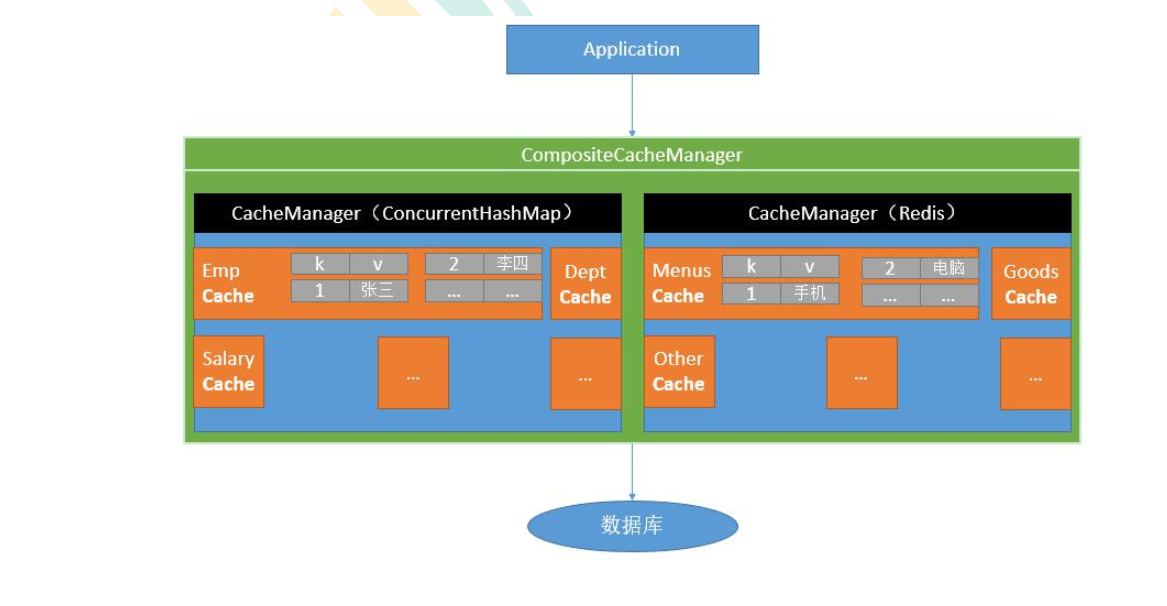 Application
CompositeCacheManager
CacheManager（ConcurrentHashMap）
Emp
Cache
k v
1 张三
2 李四
... ...
Dept
Cache
Salary
Cache
...
...
CacheManager（Redis）
Menus
Cache
k v
1 手机
2 电脑
... ...
Goods
Cache
Other
Cache
...
...
数据库